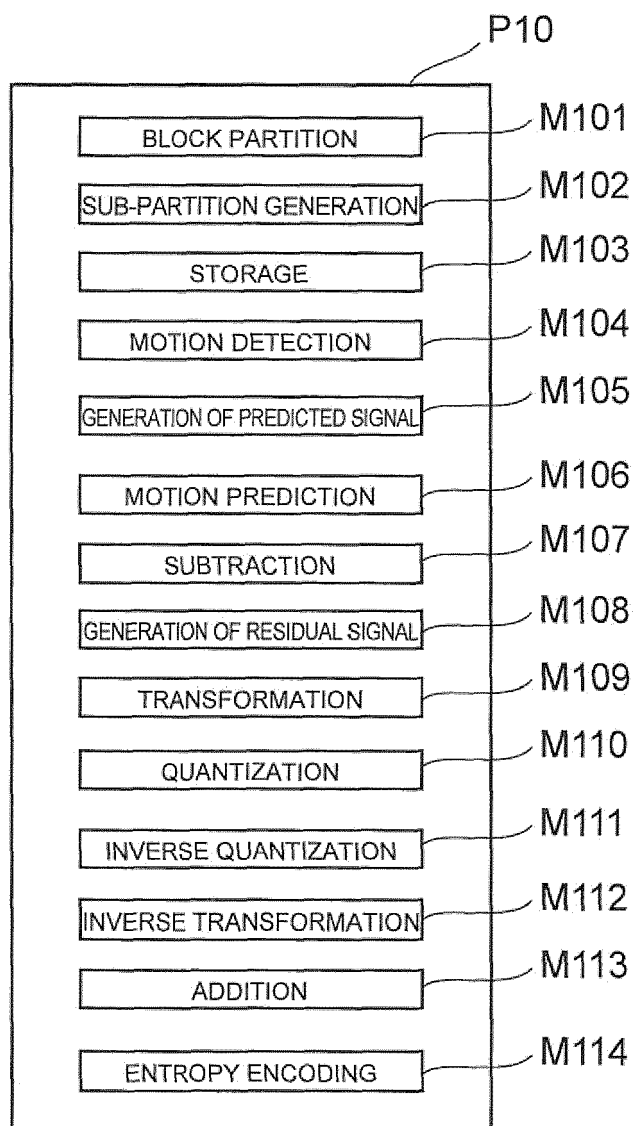 P10
BLOCK PARTITION M101
SUB-PARTITION GENERATION M102
STORAGE M103
MOTION DETECTION M104
GENERATION OF PREDICTED SIGNAL M105
MOTION PREDICTION M106
SUBTRACTION M107
GENERATION OF RESIDUAL SIGNAL M108
TRANSFORMATION M109
QUANTIZATION M110
INVERSE QUANTIZATION M111
INVERSE TRANSFORMATION M112
ADDITION M113
ENTROPY ENCODING M114